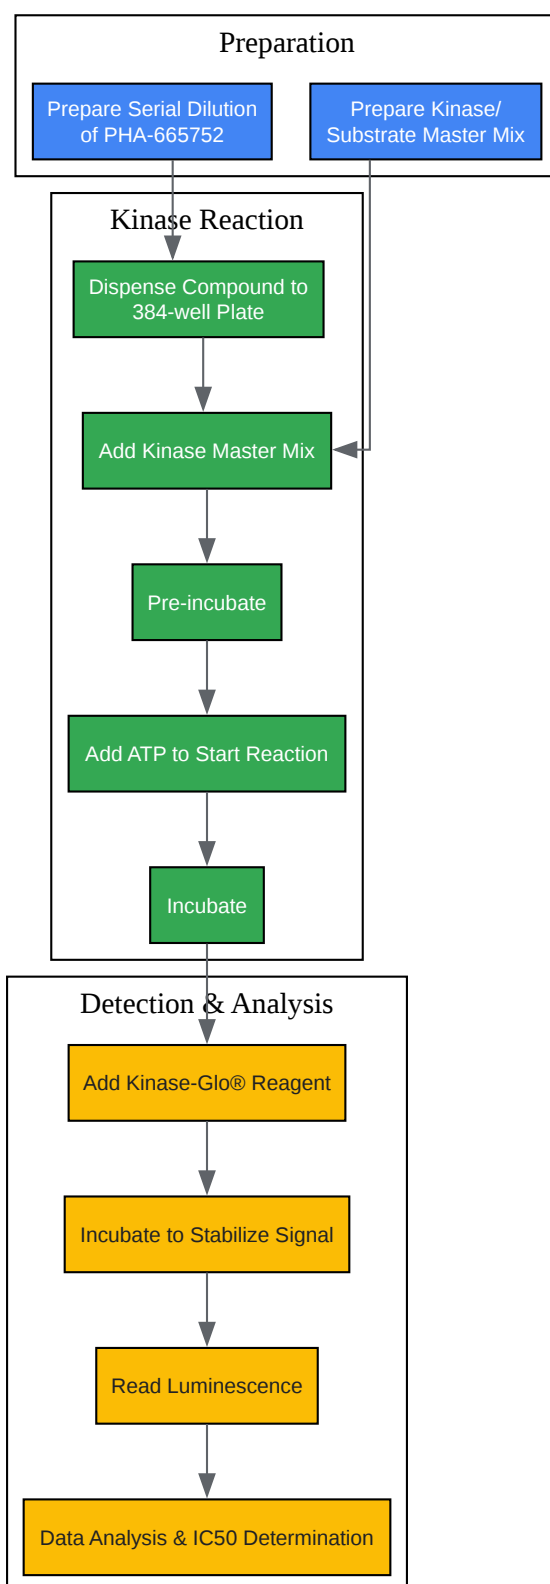 Preparation
Prepare Serial Dilution
of PHA-665752
Prepare Kinase/
Substrate Master Mix
Kinase Reaction
Dispense Compound to
384-well Plate
Add Kinase Master Mix
Pre-incubate
Add ATP to Start Reaction
Incubate
Detection & Analysis
Add Kinase-Glo® Reagent
Incubate to Stabilize Signal
Read Luminescence
Data Analysis & IC50 Determination